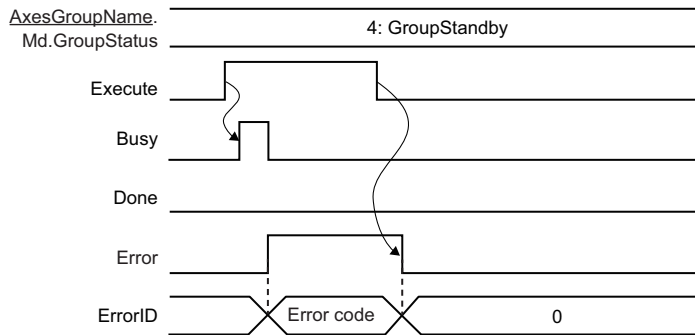 AxesGroupName.
Md.GroupStatus
4: GroupStandby
Execute
Busy
Done
Error
ErrorID
Error code
0